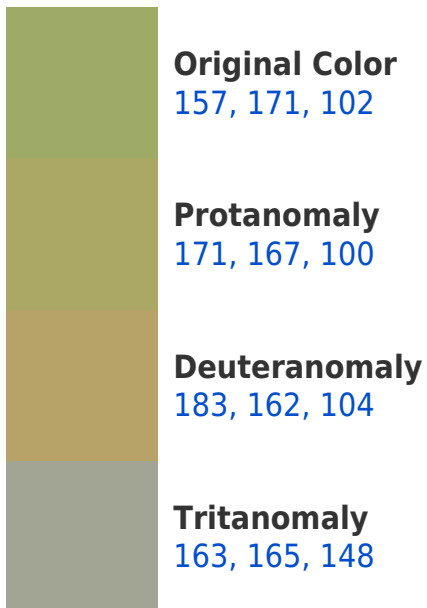 Original Color
157, 171, 102
Protanomaly
171, 167, 100
Deuteranomaly
183, 162, 104
Tritanomaly
163, 165, 148